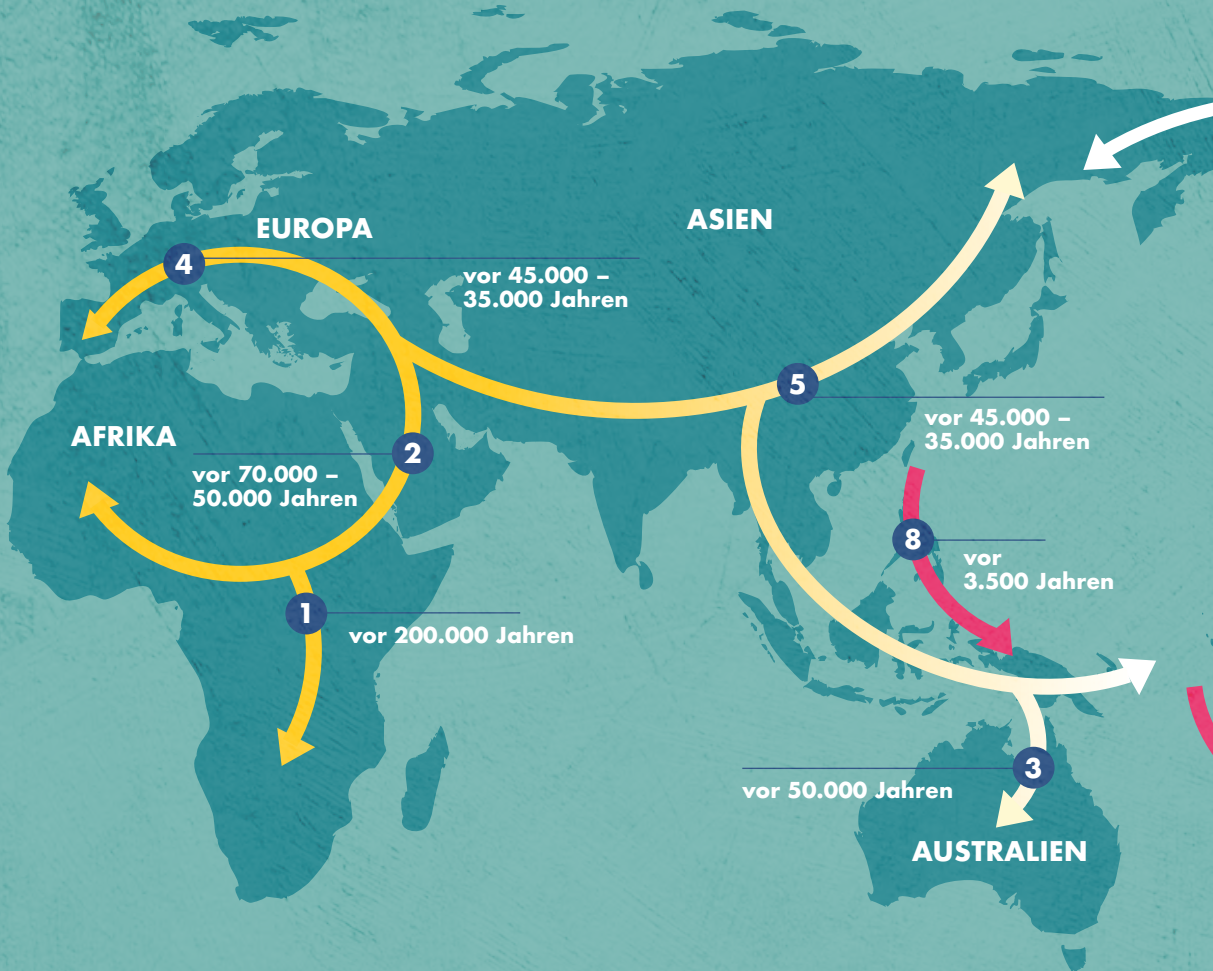 ASIEN
EUROPA
4
vor 45.000 –
35.000 Jahren
5
vor 45.000 –
35.000 Jahren
AFRIKA
2
vor 70.000 –
50.000 Jahren
8
vor
3.500 Jahren
1
vor 200.000 Jahren
3
vor 50.000 Jahren
AUSTRALIEN